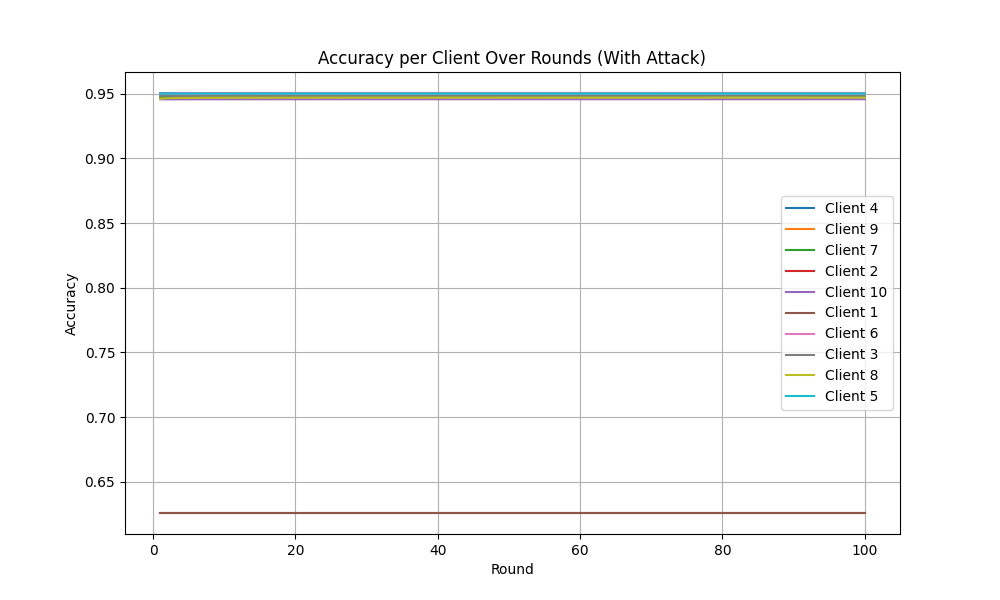 Accuracy per Client Over Rounds (With Attack)
Accuracy
0.95
0.90
0.85
0.80
0.75
0.70
0.65
Client 4
Client 9
Client 7
Client 2
Client 10
Client 1
Client 6
Client 3
Client 8
Client 5
0 20 40 60 80 100
Round